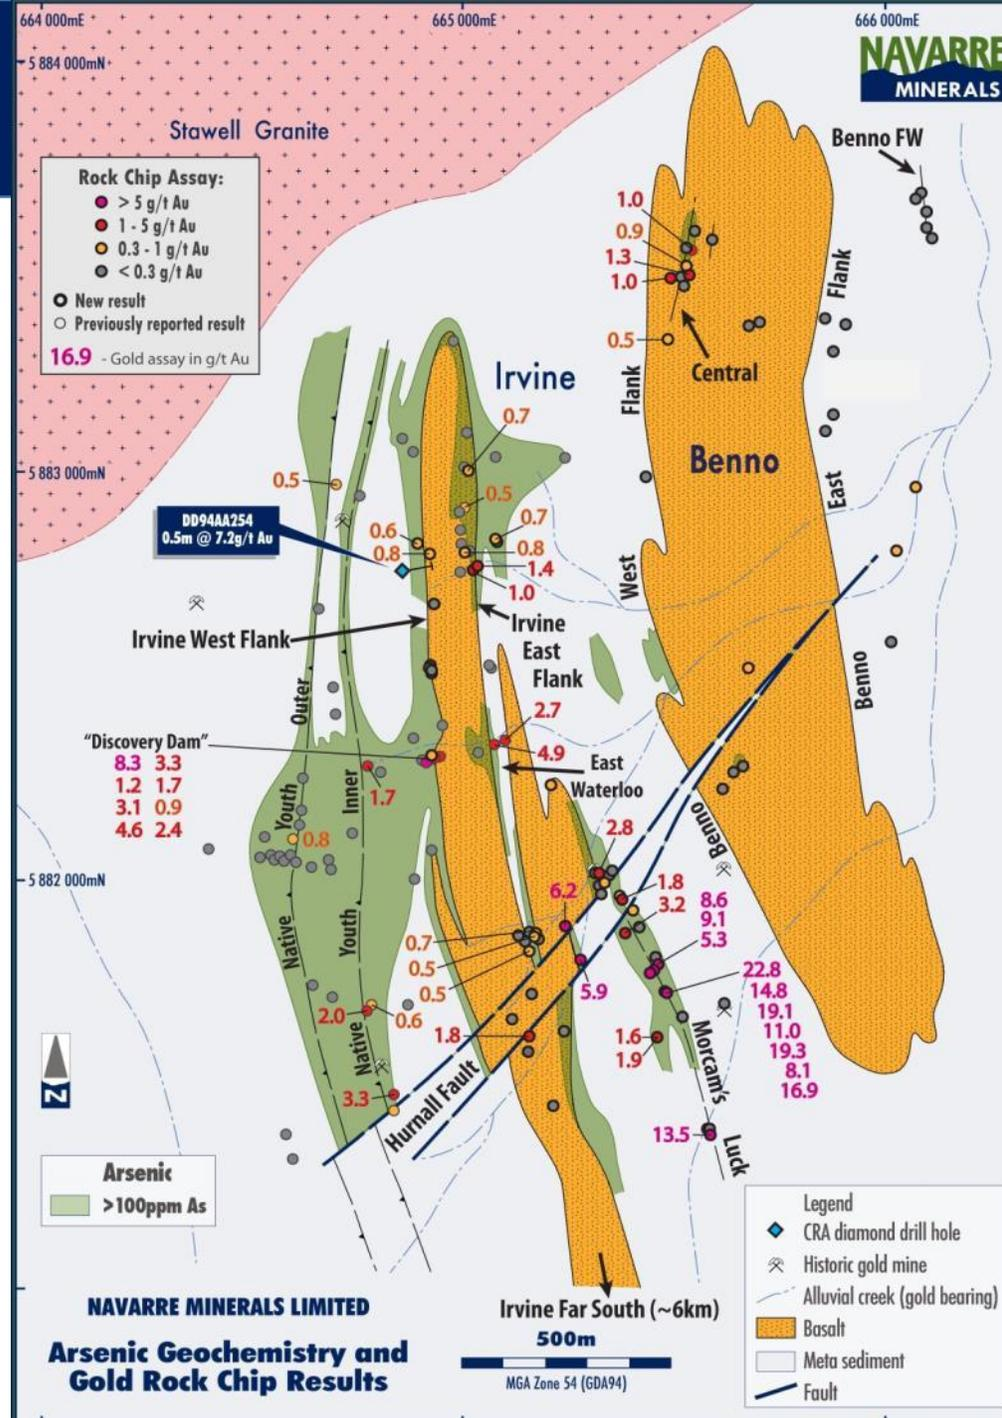 664 000mE
665 000mE
666 000mE
5 884 000mN
NAVARRE
MINERALS
Stawell Granite
Benno FW
Rock Chip Assay:
> 5 g/t Au
1 - 5 g/t Au
0.3 - 1 g/t Au
< 0.3 g/t Au
New result
Previously reported result
16.9 - Gold assay in g/t Au
1.0
0.9
1.3
1.0
0.5
Central
Flank
Flank
Irvine
Benno
0.7
5 883 000mN
0.5
0.5
East
DD94AA254
0.5m @ 7.2g/t Au
0.6
0.8
0.7
0.8
1.4
1.0
West
Irvine West Flank
Irvine
East
Flank
Outer
Benno
2.7
4.9
"Discovery Dam"
8.3 3.3
1.2 1.7
3.1 0.9
4.6 2.4
East
Waterloo
Inner
1.7
Youth
0.8
2.8
Benno
5 882 000mN
6.2
1.8
3.2
8.6
9.1
5.3
Native
Youth
0.7
0.5
0.5
5.9
22.8
14.8
19.1
11.0
19.3
8.1
16.9
2.0
0.6
1.8
1.6
1.9
Native
Morcam's
3.3
Hurnall Fault
13.5
Luck
N
Arsenic
>100ppm As
Legend
CRA diamond drill hole
Historic gold mine
Alluvial creek (gold bearing)
Basalt
Meta sediment
Fault
Irvine Far South (~6km)
500m
MGA Zone 54 (GDA94)
NAVARRE MINERALS LIMITED
Arsenic Geochemistry and
Gold Rock Chip Results